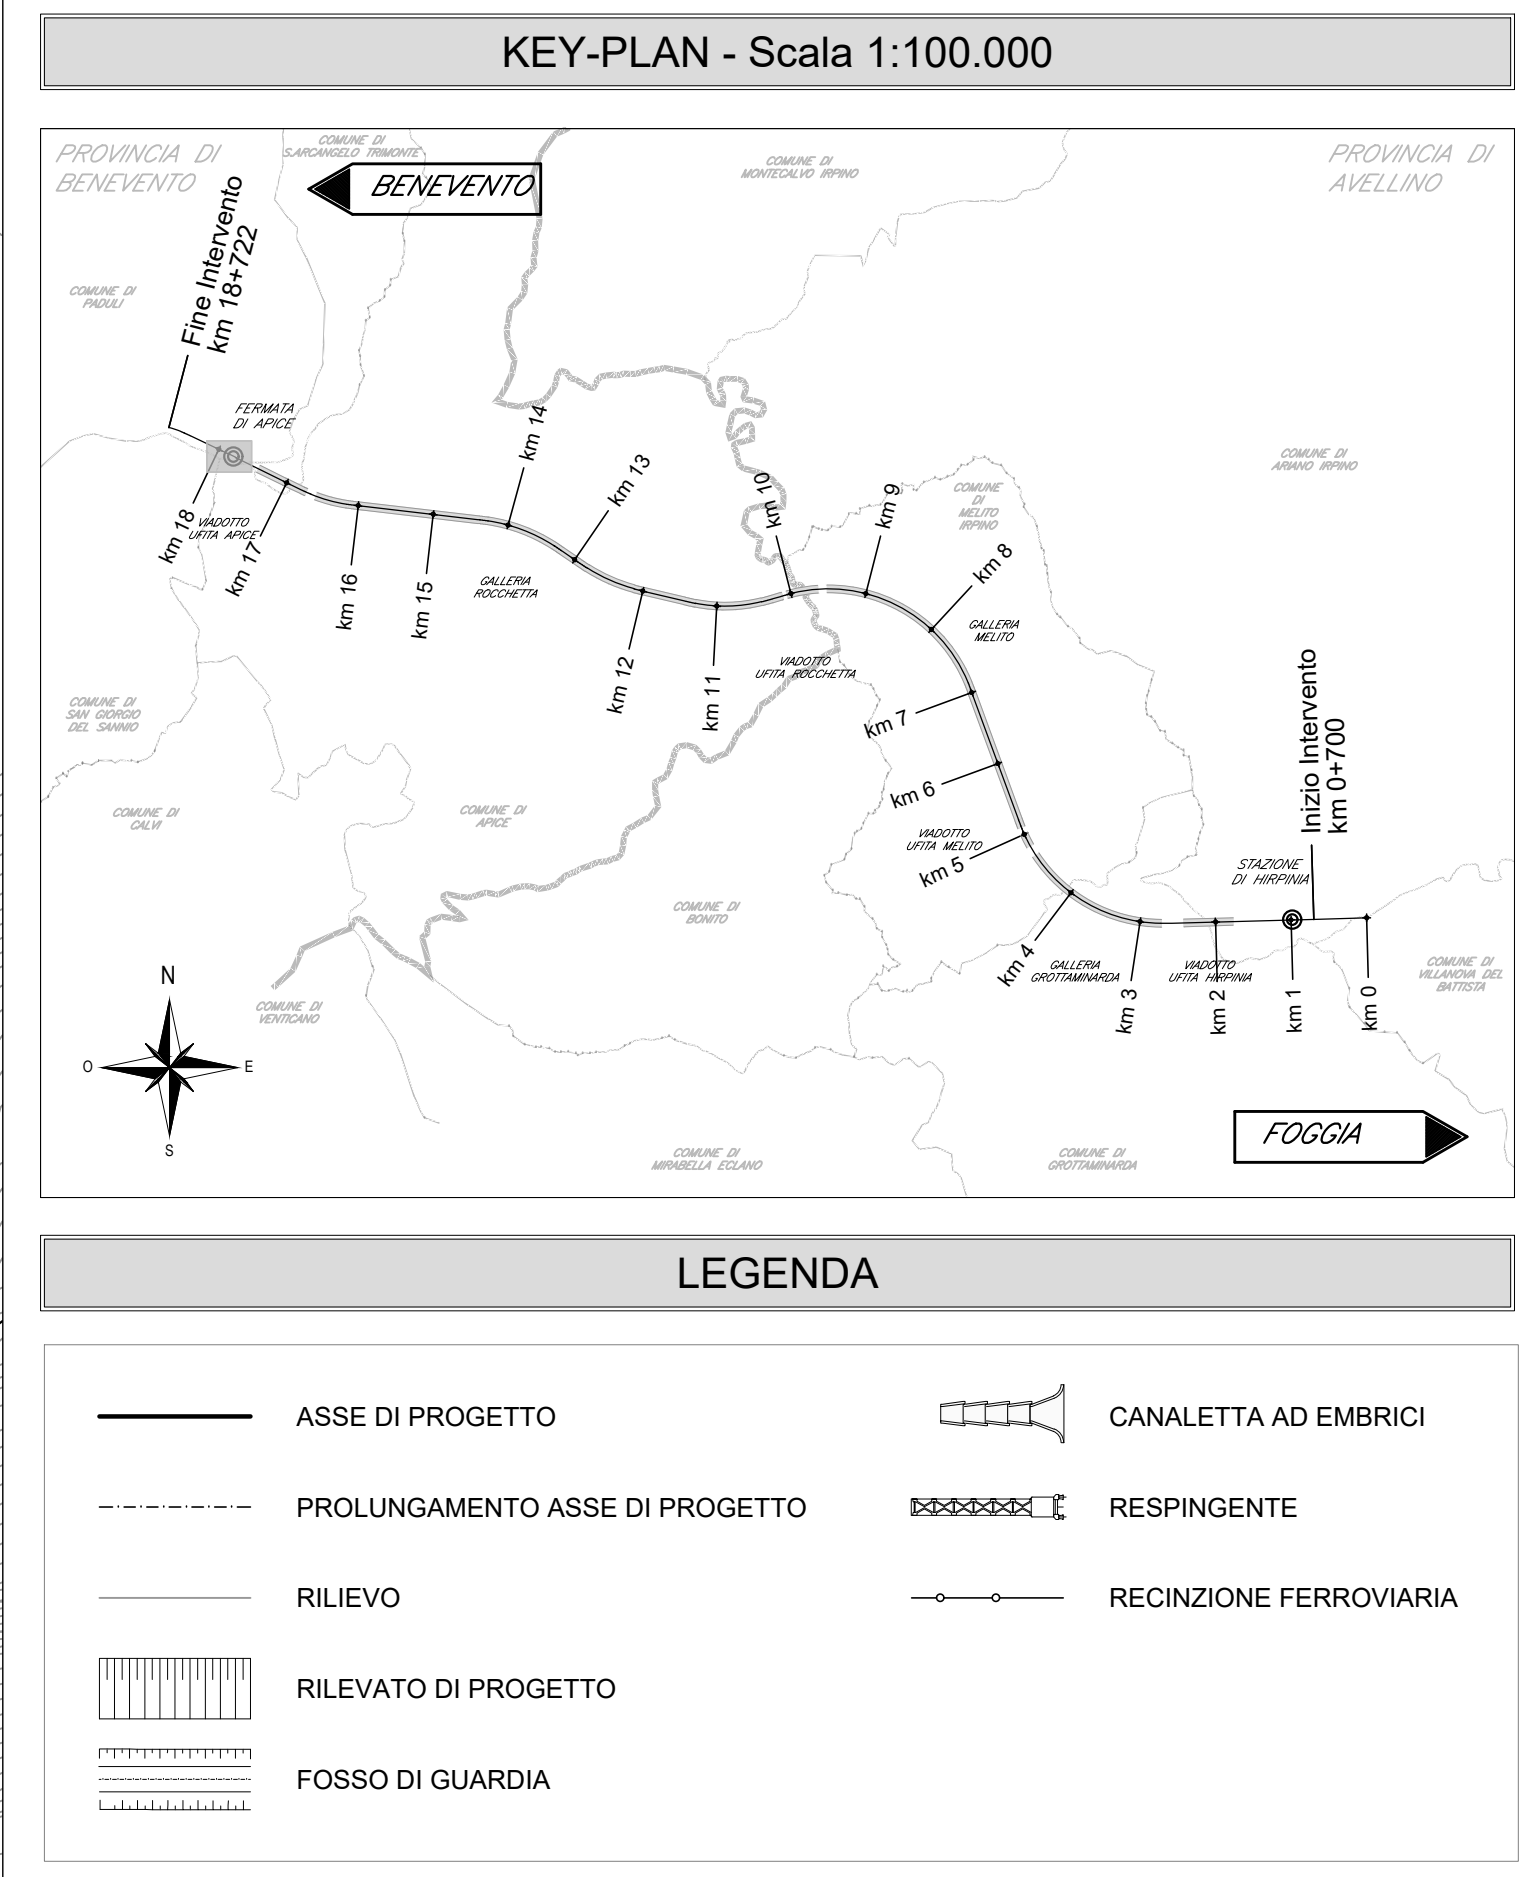 KEY-PLAN - Scala 1:100.000
PROVINCIA DI
BENEVENTO
COMUNE DI
S.ARCANGELO TRIMONTE
BENEVENTO
COMUNE DI
MONTECALVO IRPINO
PROVINCIA DI
AVELLINO
Fine Intervento
km 18+722
COMUNE DI
PADULI
FERMATA
DI APICE
km 18
VIADOTTO
UFITA APICE
km 17
km 16
km 15
km 14
GALLERIA
ROCCHETTA
km 13
km 12
km 11
km 10
VIADOTTO
UFITA ROCCHETTA
km 9
COMUNE
DI
MELITO
IRPINO
COMUNE DI
ARIANO IRPINO
km 8
GALLERIA
MELITO
km 7
km 6
VIADOTTO
UFITA MELITO
km 5
km 4
GALLERIA
GROTTAMINARDA
km 3
VIADOTTO
UFITA HIRPINIA
km 2
Inizio Intervento
km 0+700
STAZIONE
DI HIRPINIA
km 1
km 0
COMUNE DI
SAN GIORGIO
DEL SANNIO
COMUNE DI
CALVI
COMUNE DI
APICE
COMUNE DI
BONITO
COMUNE DI
VENTICANO
COMUNE DI
VILLANOVA DEL
BATTISTA
N
O
E
S
COMUNE DI
MIRABELLA ECLANO
COMUNE DI
GROTTAMINARDA
FOGGIA
LEGENDA
ASSE DI PROGETTO
PROLUNGAMENTO ASSE DI PROGETTO
RILIEVO
RILEVATO DI PROGETTO
FOSSO DI GUARDIA
CANALETTA AD EMBRICI
RESPINGENTE
RECINZIONE FERROVIARIA